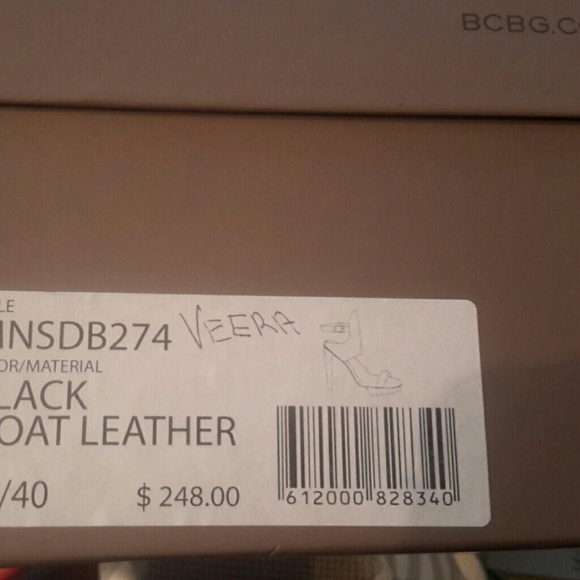 BCBG.C
LE
INSDB274 VEERA
OR/MATERIAL
LACK
OAT LEATHER
/40 $ 248.00
612000 828340